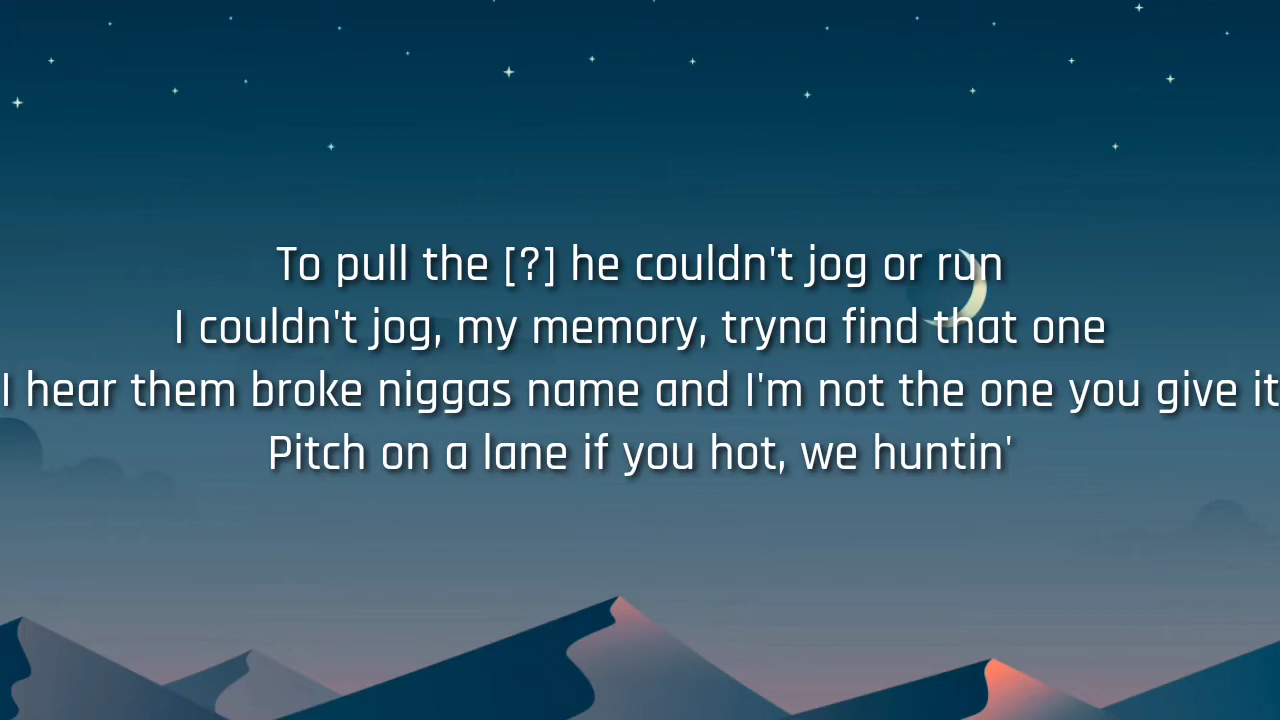 To pull the [?] he couldn't jog or run
I couldn't jog, my memory, tryna find that one
I hear them broke niggas name and I'm not the one you give it
Pitch on a lane if you hot, we huntin'